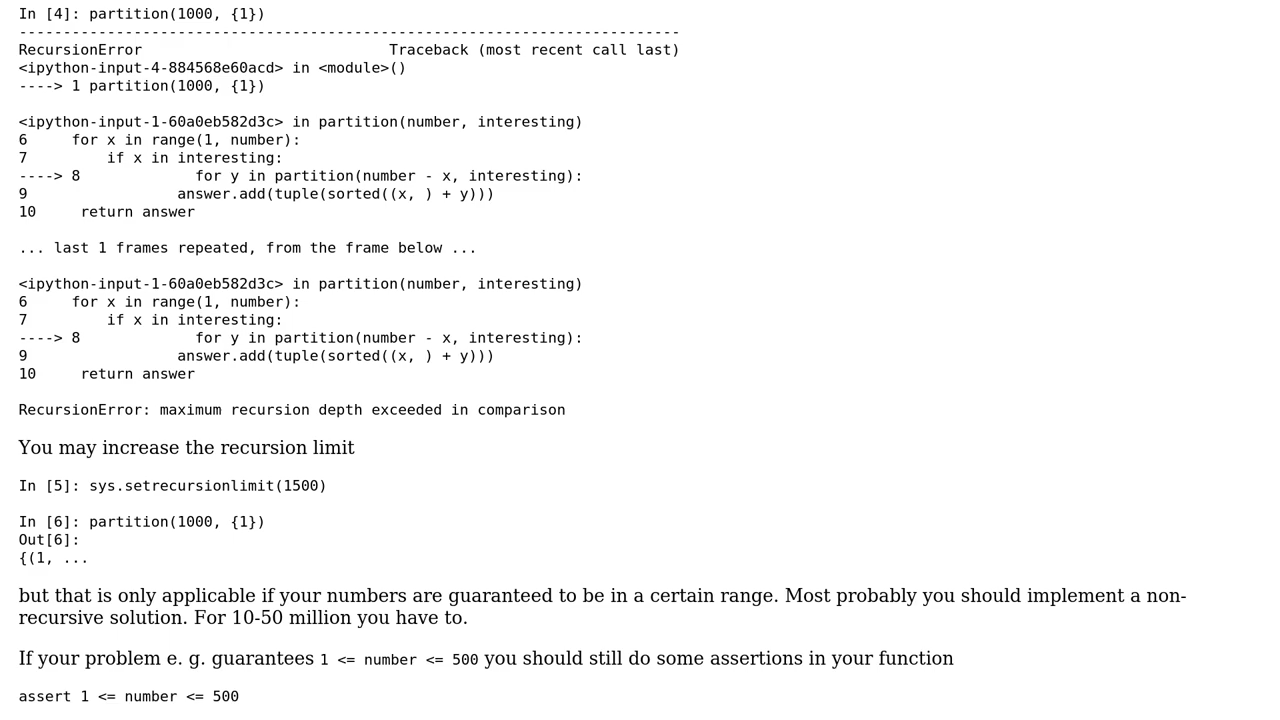 In [4]: partition(1000, {1})
---------------------------------------------------------------------------
RecursionError                            Traceback (most recent call last)
<ipython-input-4-884568e60acd> in <module>()
----> 1 partition(1000, {1})

<ipython-input-1-60a0eb582d3c> in partition(number, interesting)
6     for x in range(1, number):
7         if x in interesting:
----> 8             for y in partition(number - x, interesting):
9                 answer.add(tuple(sorted((x, ) + y)))
10     return answer

... last 1 frames repeated, from the frame below ...

<ipython-input-1-60a0eb582d3c> in partition(number, interesting)
6     for x in range(1, number):
7         if x in interesting:
----> 8             for y in partition(number - x, interesting):
9                 answer.add(tuple(sorted((x, ) + y)))
10     return answer

RecursionError: maximum recursion depth exceeded in comparison

You may increase the recursion limit

In [5]: sys.setrecursionlimit(1500)

In [6]: partition(1000, {1})
Out[6]:
{(1, ...

but that is only applicable if your numbers are guaranteed to be in a certain range. Most probably you should implement a non-
recursive solution. For 10-50 million you have to.

If your problem e. g. guarantees 1 <= number <= 500 you should still do some assertions in your function

assert 1 <= number <= 500